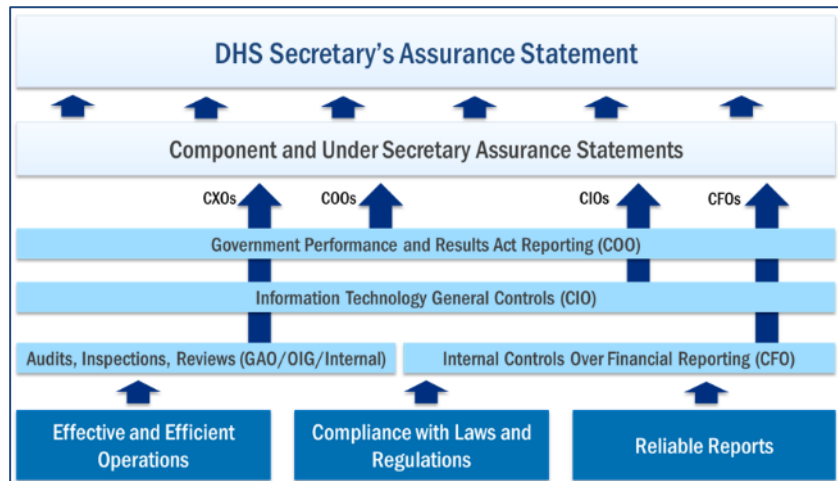 DHS Secretary's Assurance Statement
Component and Under Secretary Assurance Statements
CXOs
COOs
CIOs
CFOs
Government Performance and Results Act Reporting (COO)
Information Technology General Controls (CIO)
Audits, Inspections, Reviews (GAO/OIG/Internal)
Internal Controls Over Financial Reporting (CFO)
Effective and Efficient
Operations
Compliance with Laws and
Regulations
Reliable Reports